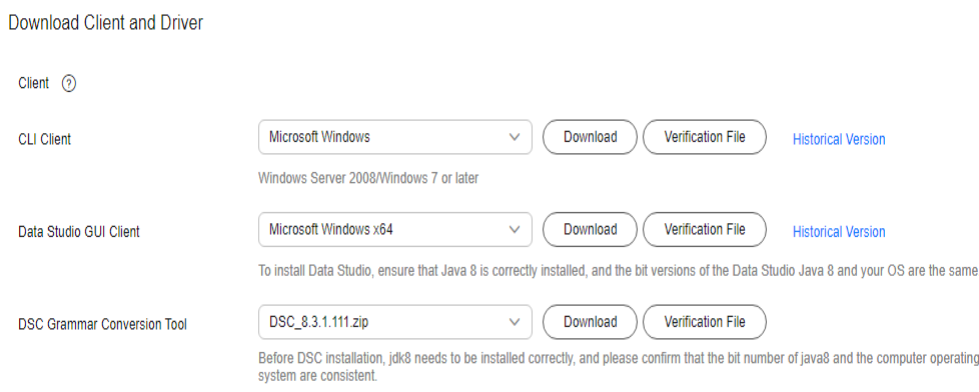 Download Client and Driver
Client ?
CLI Client Microsoft Windows Download Verification File Historical Version
Windows Server 2008/Windows 7 or later
Data Studio GUI Client Microsoft Windows x64 Download Verification File Historical Version
To install Data Studio, ensure that Java 8 is correctly installed, and the bit versions of the Data Studio Java 8 and your OS are the same
DSC Grammar Conversion Tool DSC_8.3.1.111.zip Download Verification File
Before DSC installation, jdk8 needs to be installed correctly, and please confirm that the bit number of java8 and the computer operating
system are consistent.